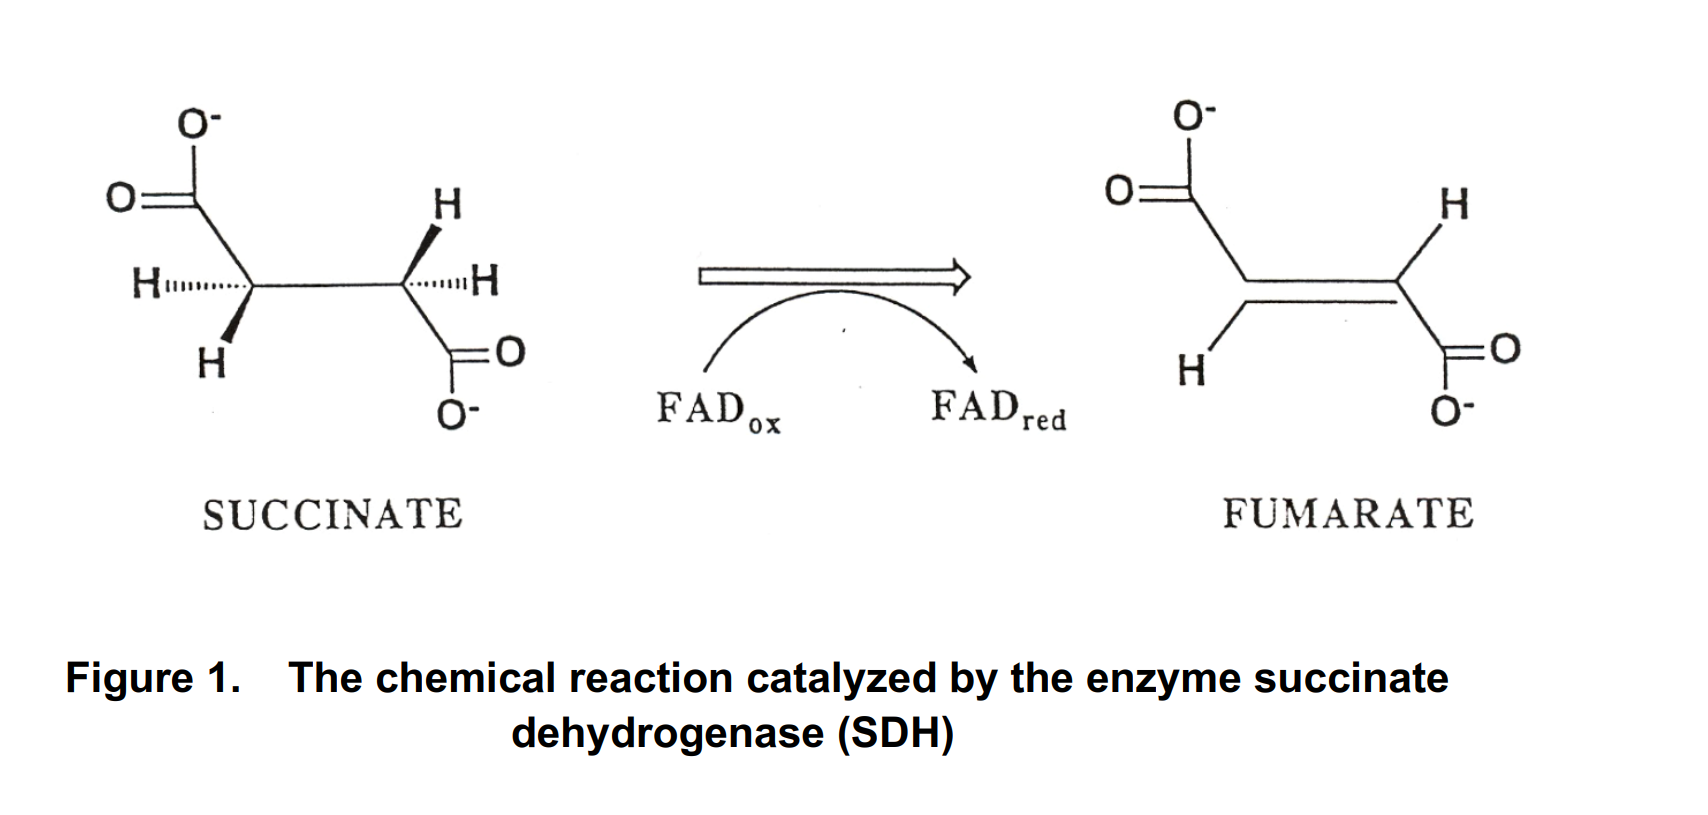 O-
O
H
H
H
H
O
O-
SUCCINATE
FADox
FADred
O-
O
H
H
O
O-
FUMARATE
Figure 1. The chemical reaction catalyzed by the enzyme succinate
dehydrogenase (SDH)